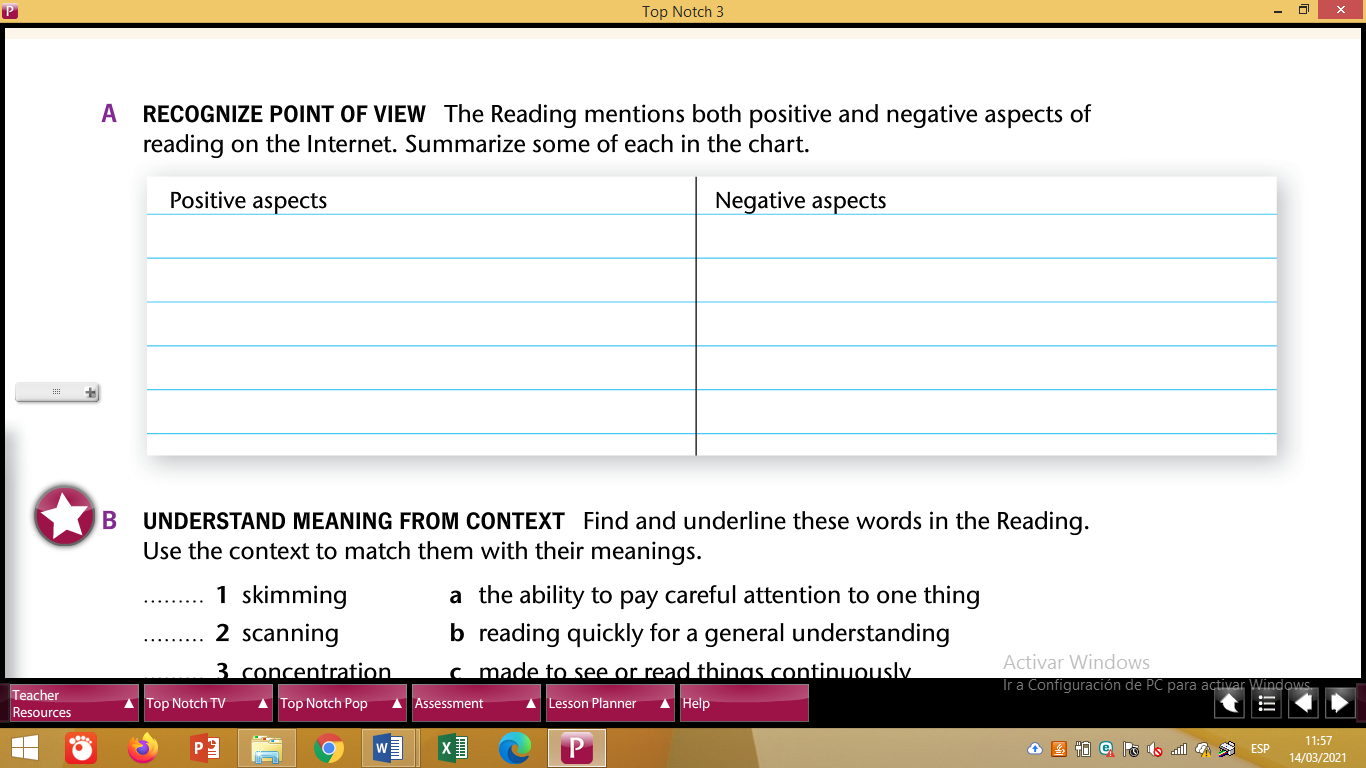 Top Notch 3
A RECOGNIZE POINT OF VIEW The Reading mentions both positive and negative aspects of
reading on the Internet. Summarize some of each in the chart.
Positive aspects Negative aspects
B UNDERSTAND MEANING FROM CONTEXT Find and underline these words in the Reading.
Use the context to match them with their meanings.
......... 1 skimming a the ability to pay careful attention to one thing
......... 2 scanning b reading quickly for a general understanding
......... 3 concentration c made to see or read things continuously
Activar Windows
Ir a Configuración de PC para activar Windows.
Teacher
Resources
Top Notch TV
Top Notch Pop
Assessment
Lesson Planner
Help
ESP
11:57
14/03/2021